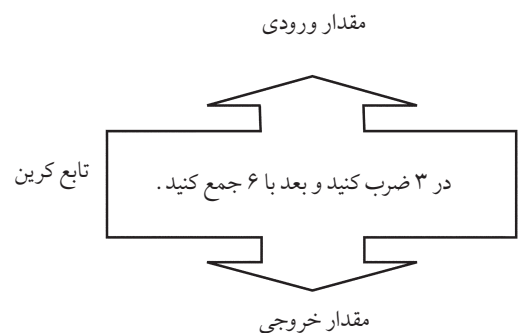 مقدار ورودی
در ۳ ضرب کنید و بعد با ۶ جمع کنید .
تابع کرین
مقدار خروجی